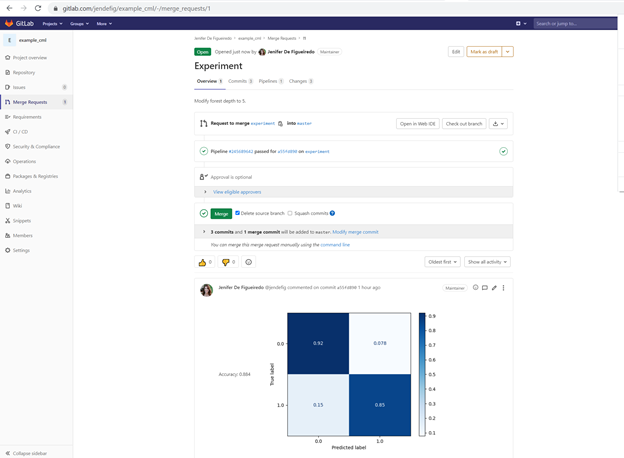 gitlab.com/jendefig/example_cml/-/merge_requests/1
GitLab Projects Groups More Search or jump to...
E example_cml
Project overview
Repository
Issues 0
Merge Requests
Requirements
CI / CD
Security & Compliance
Operations
Packages & Registries
Analytics
Wiki
Snippets
Members
Settings
Collapse sidebar
Jenifer De Figueiredo > example_cml > Merge Requests > !1
Open Opened just now by Jenifer De Figueiredo Maintainer Edit Mark as draft
Experiment
Overview Commits Pipelines Changes
Modify forest depth to 5.
Request to merge experiment into master Open in Web IDE Check out branch
passed for a55fd898 on experiment
Approval is optional
View eligible approvers
Merge Delete source branch Squash commits
3 commits and 1 merge commit will be added to master. Modify merge commit
You can merge this merge request manually using the command line
0 0 Oldest first Show all activity
Jenifer De Figueiredo @jendefig commented on commit a55fd898 1 hour ago Maintainer
Accuracy: 0.884
True label
0.0
1.0
0.92 0.078
0.15 0.85
0.0 1.0
Predicted label
0.9
0.8
0.7
0.6
0.5
0.4
0.3
0.2
0.1